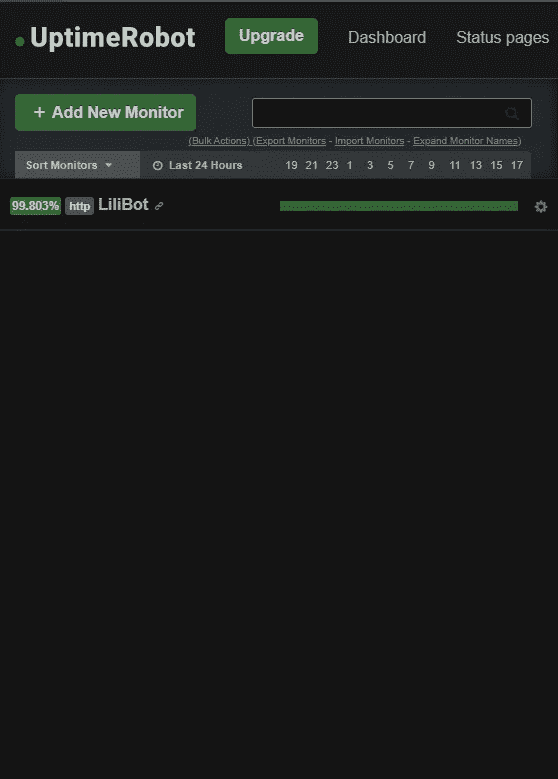 UptimeRobot Upgrade Dashboard Status pages
+ Add New Monitor
(Bulk Actions) (Export Monitors - Import Monitors - Expand Monitor Names)
Sort Monitors Last 24 Hours 19 21 23 1 3 5 7 9 11 13 15 17
99.803% http LiliBot